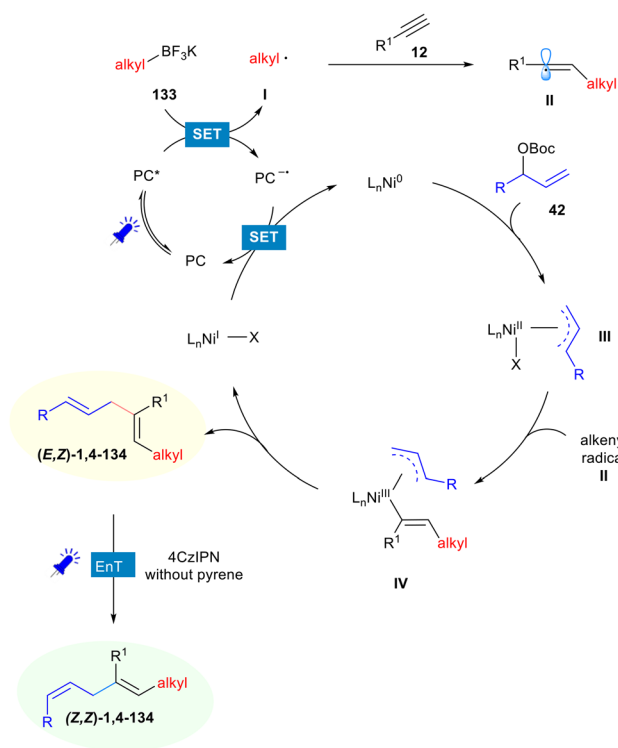 alkyl
BF₃K
133
alkyl •
I
R¹
12
R¹
alkyl
II
SET
PC*
PC⁻•
LₙNi⁰
OBoc
R
42
SET
PC
LₙNiᴵ — X
LₙNiᴵᴵ
X
R
III
R
R¹
alkyl
(E,Z)-1,4-134
alkeny
radica
II
LₙNiᴵᴵᴵ
R
R¹
alkyl
IV
EnT
4CzIPN
without pyrene
R¹
alkyl
R
(Z,Z)-1,4-134